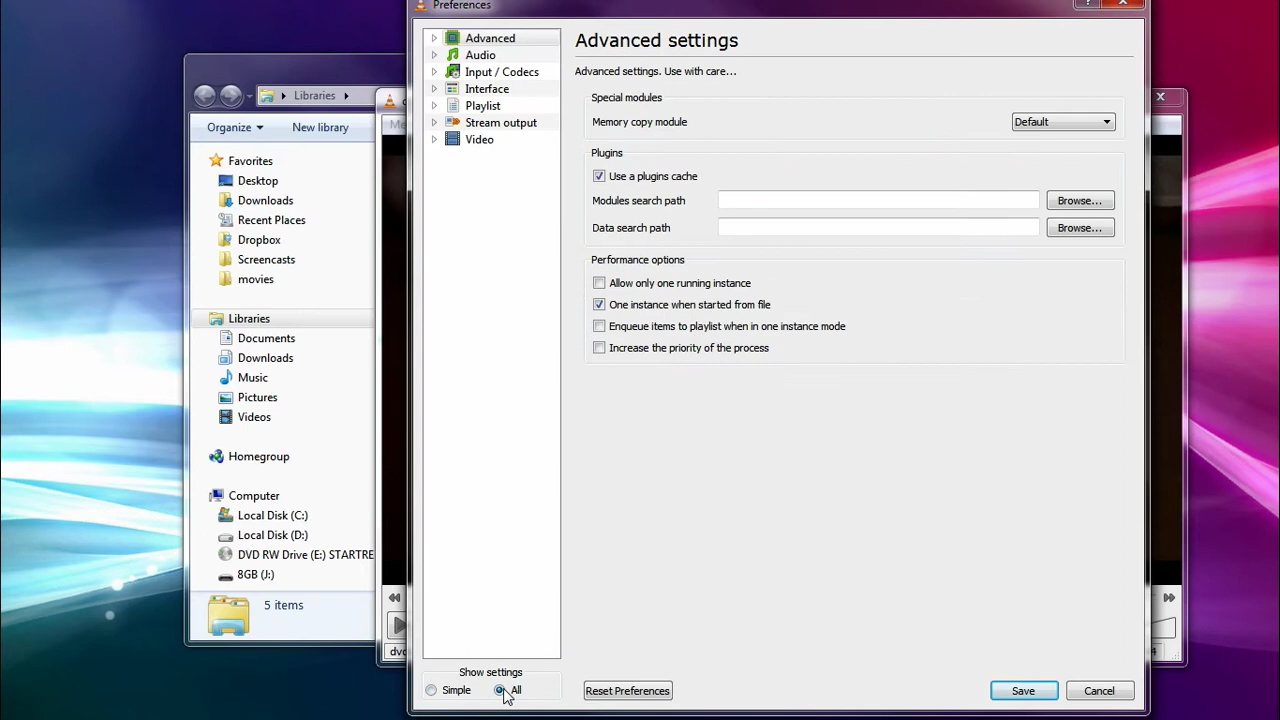 Preferences
Advanced
Audio
Input / Codecs
Interface
Playlist
Stream output
Video
Show settings
Simple
All
Advanced settings
Advanced settings. Use with care...
Special modules
Memory copy module
Default
Plugins
Use a plugins cache
Modules search path
Browse...
Data search path
Browse...
Performance options
Allow only one running instance
One instance when started from file
Enqueue items to playlist when in one instance mode
Increase the priority of the process
Reset Preferences
Save
Cancel
Libraries
Organize
New library
Favorites
Desktop
Downloads
Recent Places
Dropbox
Screencasts
movies
Libraries
Documents
Downloads
Music
Pictures
Videos
Homegroup
Computer
Local Disk (C:)
Local Disk (D:)
DVD RW Drive (E:) STARTRE
8GB (J:)
5 items